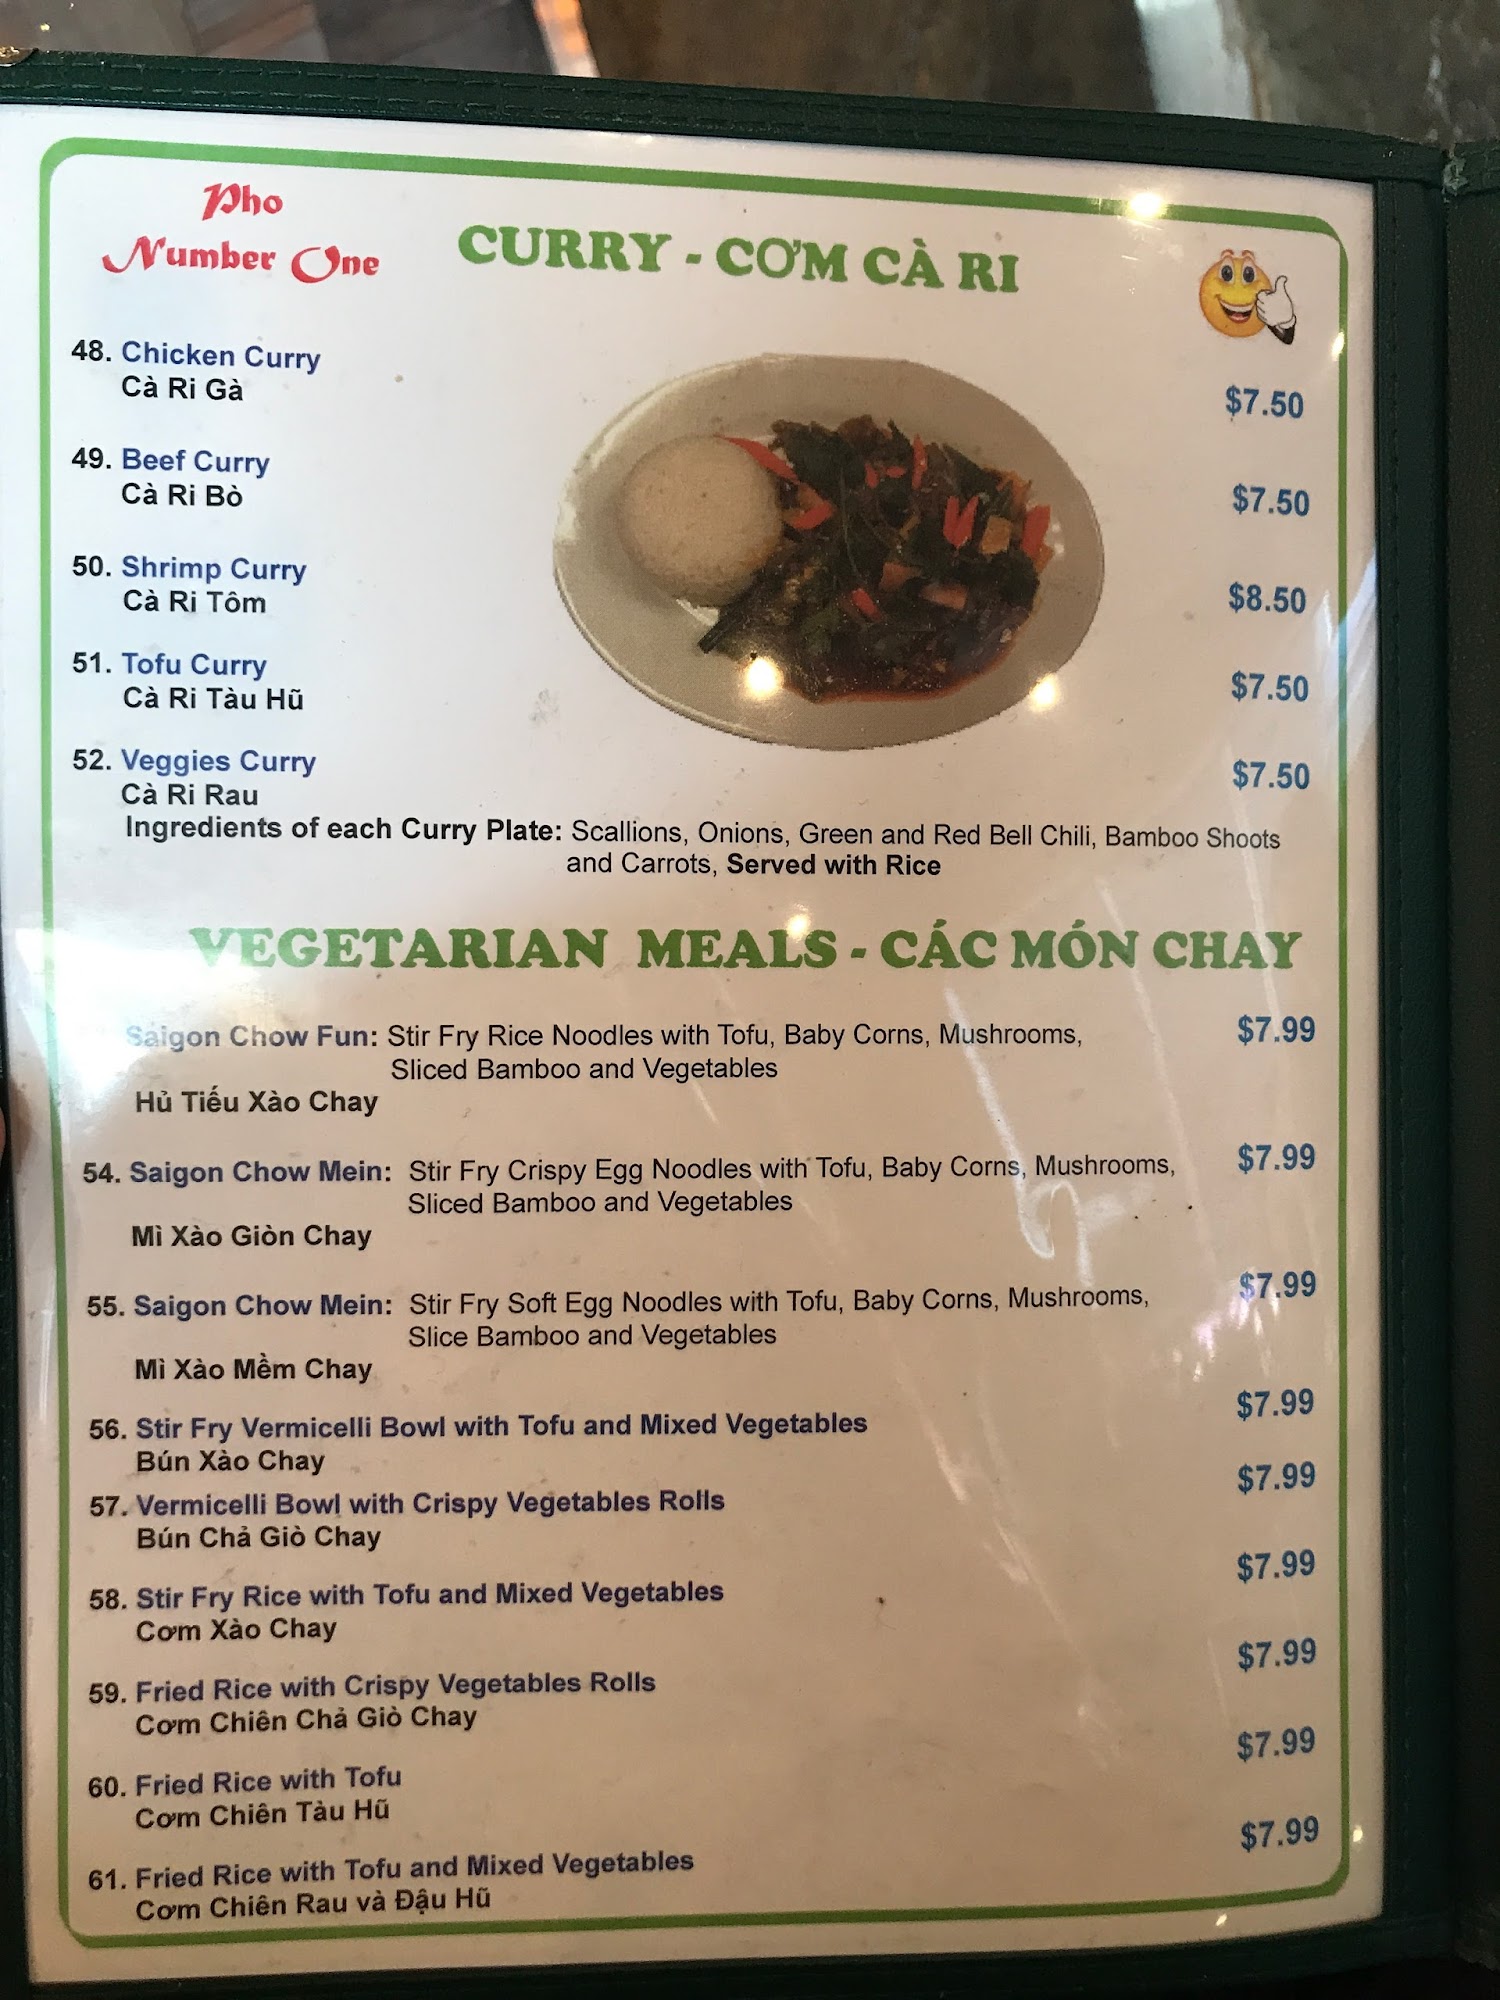 Pho
Number One
CURRY - CƠM CÀ RI
48. Chicken Curry
Cà Ri Gà
$7.50
49. Beef Curry
Cà Ri Bò
$7.50
50. Shrimp Curry
Cà Ri Tôm
$8.50
51. Tofu Curry
Cà Ri Tàu Hũ
$7.50
52. Veggies Curry
Cà Ri Rau
$7.50
Ingredients of each Curry Plate: Scallions, Onions, Green and Red Bell Chili, Bamboo Shoots
and Carrots, Served with Rice
VEGETARIAN MEALS - CÁC MÓN CHAY
Saigon Chow Fun: Stir Fry Rice Noodles with Tofu, Baby Corns, Mushrooms, $7.99
Sliced Bamboo and Vegetables
Hủ Tiếu Xào Chay
54. Saigon Chow Mein: Stir Fry Crispy Egg Noodles with Tofu, Baby Corns, Mushrooms, $7.99
Sliced Bamboo and Vegetables
Mì Xào Giòn Chay
55. Saigon Chow Mein: Stir Fry Soft Egg Noodles with Tofu, Baby Corns, Mushrooms, $7.99
Slice Bamboo and Vegetables
Mì Xào Mềm Chay
56. Stir Fry Vermicelli Bowl with Tofu and Mixed Vegetables $7.99
Bún Xào Chay
57. Vermicelli Bowl with Crispy Vegetables Rolls $7.99
Bún Chả Giò Chay
58. Stir Fry Rice with Tofu and Mixed Vegetables $7.99
Cơm Xào Chay
59. Fried Rice with Crispy Vegetables Rolls $7.99
Cơm Chiên Chả Giò Chay
60. Fried Rice with Tofu $7.99
Cơm Chiên Tàu Hũ
61. Fried Rice with Tofu and Mixed Vegetables $7.99
Cơm Chiên Rau và Đậu Hũ